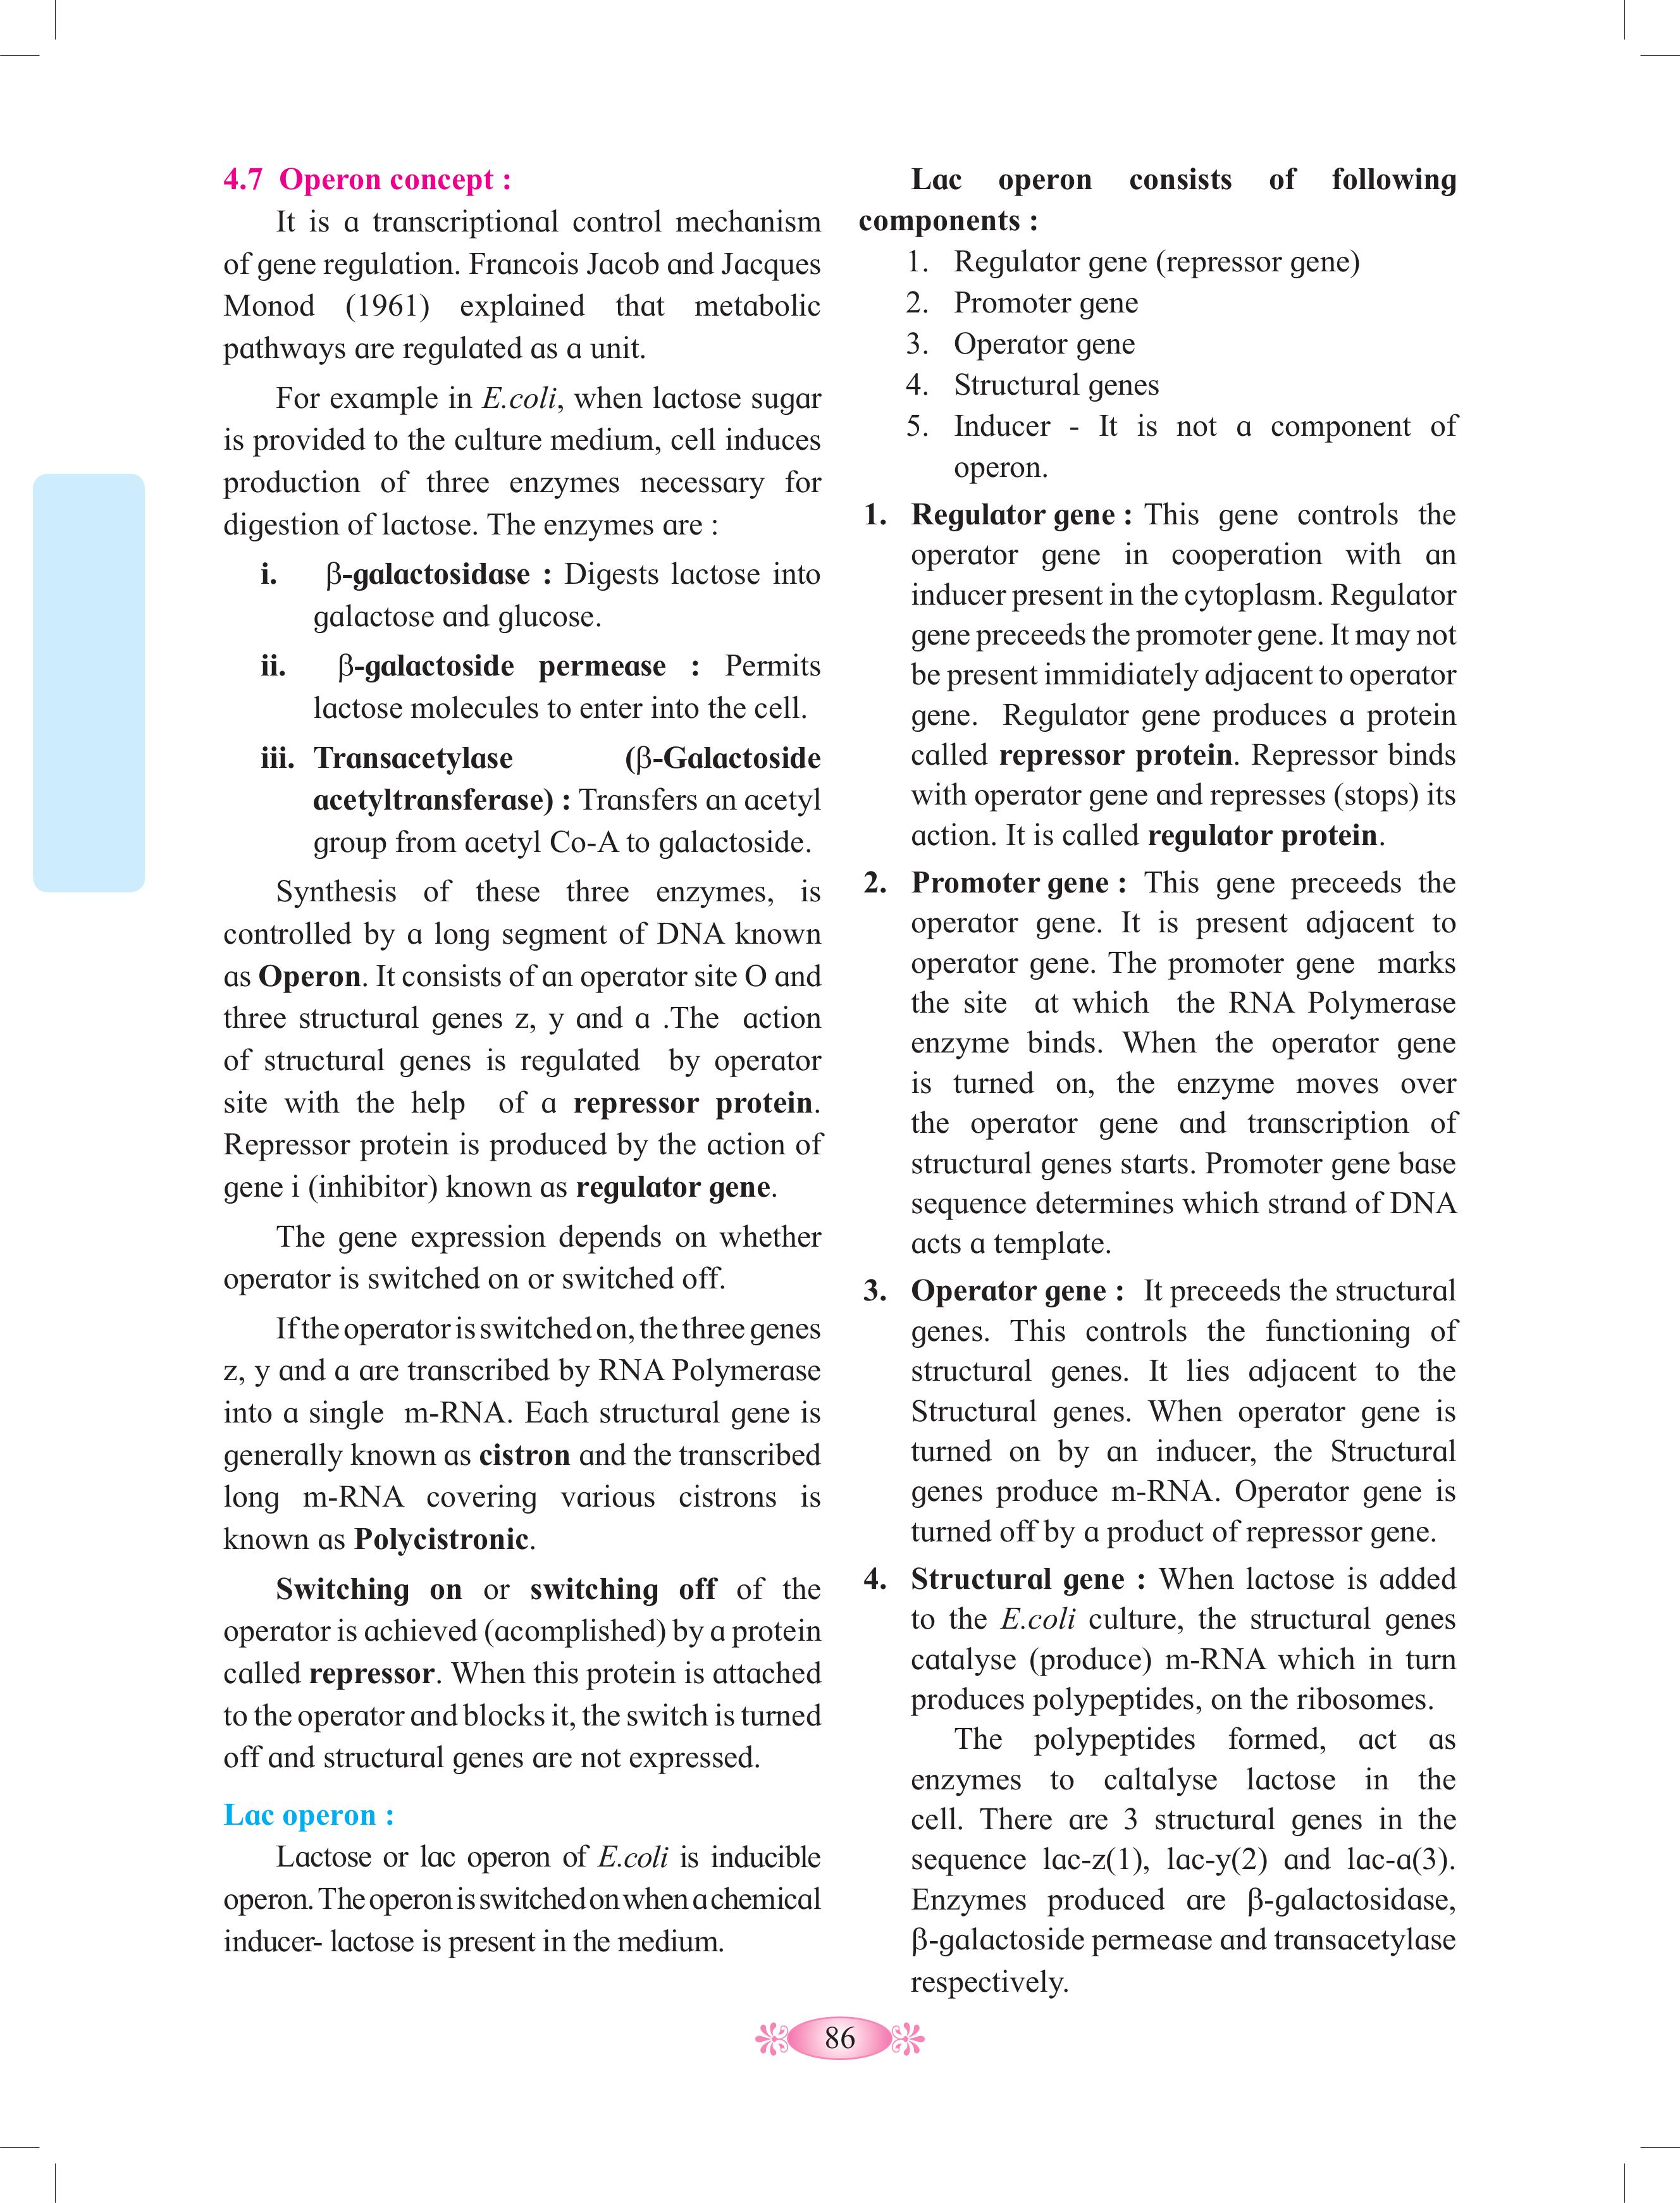 4.7 Operon concept :
It is a transcriptional control mechanism
of gene regulation. Francois Jacob and Jacques
Monod (1961) explained that metabolic
pathways are regulated as a unit.
For example in E.coli, when lactose sugar
is provided to the culture medium, cell induces
production of three enzymes necessary for
digestion of lactose. The enzymes are :
i. β-galactosidase : Digests lactose into
galactose and glucose.
ii. β-galactoside permease : Permits
lactose molecules to enter into the cell.
iii. Transacetylase (β-Galactoside
acetyltransferase) : Transfers an acetyl
group from acetyl Co-A to galactoside.
Synthesis of these three enzymes, is
controlled by a long segment of DNA known
as Operon. It consists of an operator site O and
three structural genes z, y and a .The action
of structural genes is regulated by operator
site with the help of a repressor protein.
Repressor protein is produced by the action of
gene i (inhibitor) known as regulator gene.
The gene expression depends on whether
operator is switched on or switched off.
If the operator is switched on, the three genes
z, y and a are transcribed by RNA Polymerase
into a single m-RNA. Each structural gene is
generally known as cistron and the transcribed
long m-RNA covering various cistrons is
known as Polycistronic.
Switching on or switching off of the
operator is achieved (acomplished) by a protein
called repressor. When this protein is attached
to the operator and blocks it, the switch is turned
off and structural genes are not expressed.
Lac operon :
Lactose or lac operon of E.coli is inducible
operon. The operon is switched on when a chemical
inducer- lactose is present in the medium.
Lac operon consists of following
components :
1. Regulator gene (repressor gene)
2. Promoter gene
3. Operator gene
4. Structural genes
5. Inducer - It is not a component of
operon.
1. Regulator gene : This gene controls the
operator gene in cooperation with an
inducer present in the cytoplasm. Regulator
gene preceeds the promoter gene. It may not
be present immidiately adjacent to operator
gene. Regulator gene produces a protein
called repressor protein. Repressor binds
with operator gene and represses (stops) its
action. It is called regulator protein.
2. Promoter gene : This gene preceeds the
operator gene. It is present adjacent to
operator gene. The promoter gene marks
the site at which the RNA Polymerase
enzyme binds. When the operator gene
is turned on, the enzyme moves over
the operator gene and transcription of
structural genes starts. Promoter gene base
sequence determines which strand of DNA
acts a template.
3. Operator gene : It preceeds the structural
genes. This controls the functioning of
structural genes. It lies adjacent to the
Structural genes. When operator gene is
turned on by an inducer, the Structural
genes produce m-RNA. Operator gene is
turned off by a product of repressor gene.
4. Structural gene : When lactose is added
to the E.coli culture, the structural genes
catalyse (produce) m-RNA which in turn
produces polypeptides, on the ribosomes.
The polypeptides formed, act as
enzymes to caltalyse lactose in the
cell. There are 3 structural genes in the
sequence lac-z(1), lac-y(2) and lac-a(3).
Enzymes produced are β-galactosidase,
β-galactoside permease and transacetylase
respectively.
86